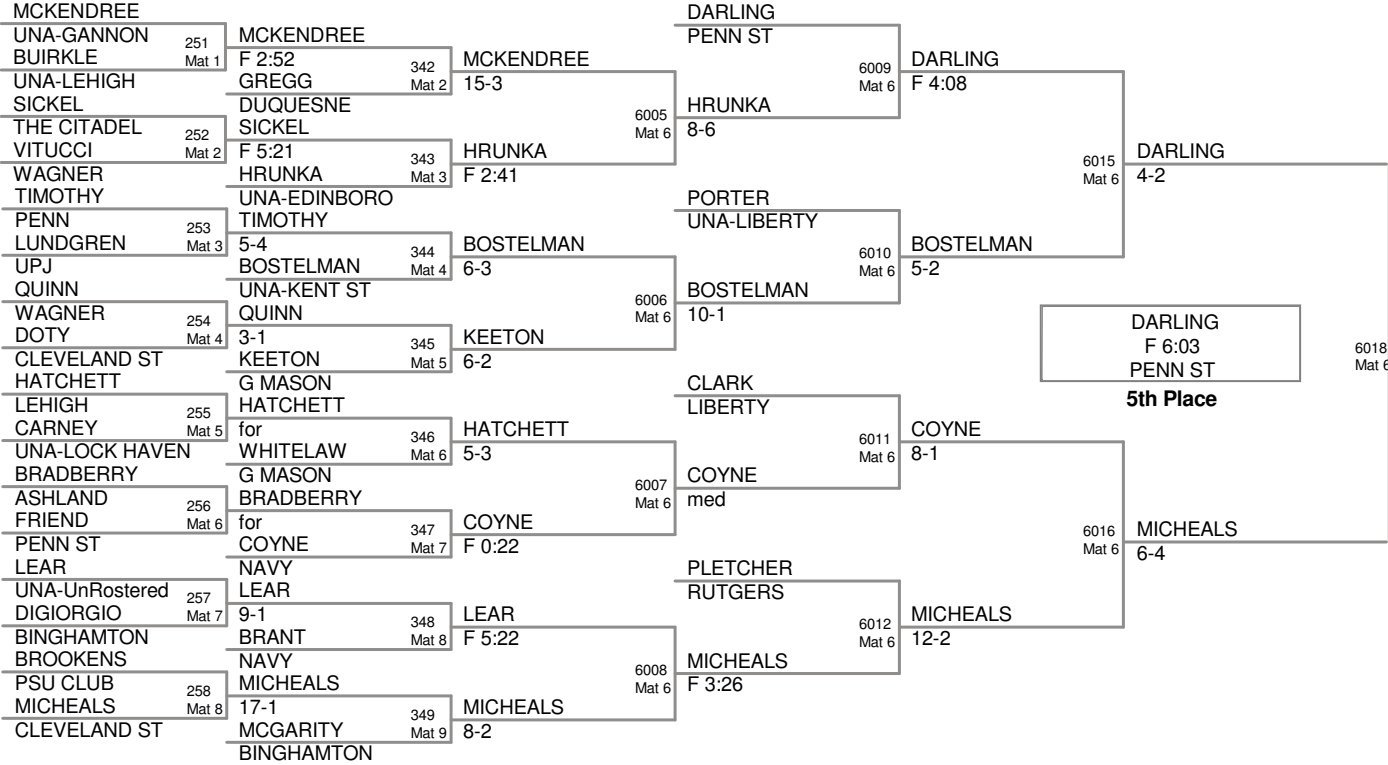 MCKENDREE
UNA-GANNON
251
BUIRKLE
Mat 1
UNA-LEHIGH
SICKEL
THE CITADEL
252
VITUCCI
Mat 2
WAGNER
TIMOTHY
PENN
253
LUNDGREN
Mat 3
UPJ
QUINN
WAGNER
254
DOTY
Mat 4
CLEVELAND ST
HATCHETT
LEHIGH
255
CARNEY
Mat 5
UNA-LOCK HAVEN
BRADBERRY
ASHLAND
256
FRIEND
Mat 6
PENN ST
LEAR
UNA-UnRostered
257
DIGIORGIO
Mat 7
BINGHAMTON
BROOKENS
PSU CLUB
258
MICHEALS
Mat 8
CLEVELAND ST
MCKENDREE
F 2:52
342
GREGG
Mat 2
DUQUESNE
SICKEL
F 5:21
343
HRUNKA
Mat 3
UNA-EDINBORO
TIMOTHY
5-4
344
BOSTELMAN
Mat 4
UNA-KENT ST
QUINN
3-1
345
KEETON
Mat 5
G MASON
HATCHETT
for
346
WHITELAW
Mat 6
G MASON
BRADBERRY
for
347
COYNE
Mat 7
NAVY
LEAR
9-1
348
BRANT
Mat 8
NAVY
MICHEALS
17-1
349
MCGARITY
Mat 9
BINGHAMTON
MCKENDREE
15-3
6005
Mat 6
HRUNKA
F 2:41
BOSTELMAN
6-3
6006
Mat 6
KEETON
6-2
HATCHETT
5-3
6007
Mat 6
COYNE
F 0:22
LEAR
F 5:22
6008
Mat 6
MICHEALS
8-2
DARLING
PENN ST
6009
Mat 6
HRUNKA
8-6
PORTER
UNA-LIBERTY
6010
Mat 6
BOSTELMAN
10-1
CLARK
LIBERTY
6011
Mat 6
COYNE
med
PLETCHER
RUTGERS
6012
Mat 6
MICHEALS
F 3:26
DARLING
F 4:08
6015
Mat 6
BOSTELMAN
5-2
COYNE
8-1
6016
Mat 6
MICHEALS
12-2
DARLING
4-2
6018
Mat 6
MICHEALS
6-4
DARLING
F 6:03
PENN ST
5th Place